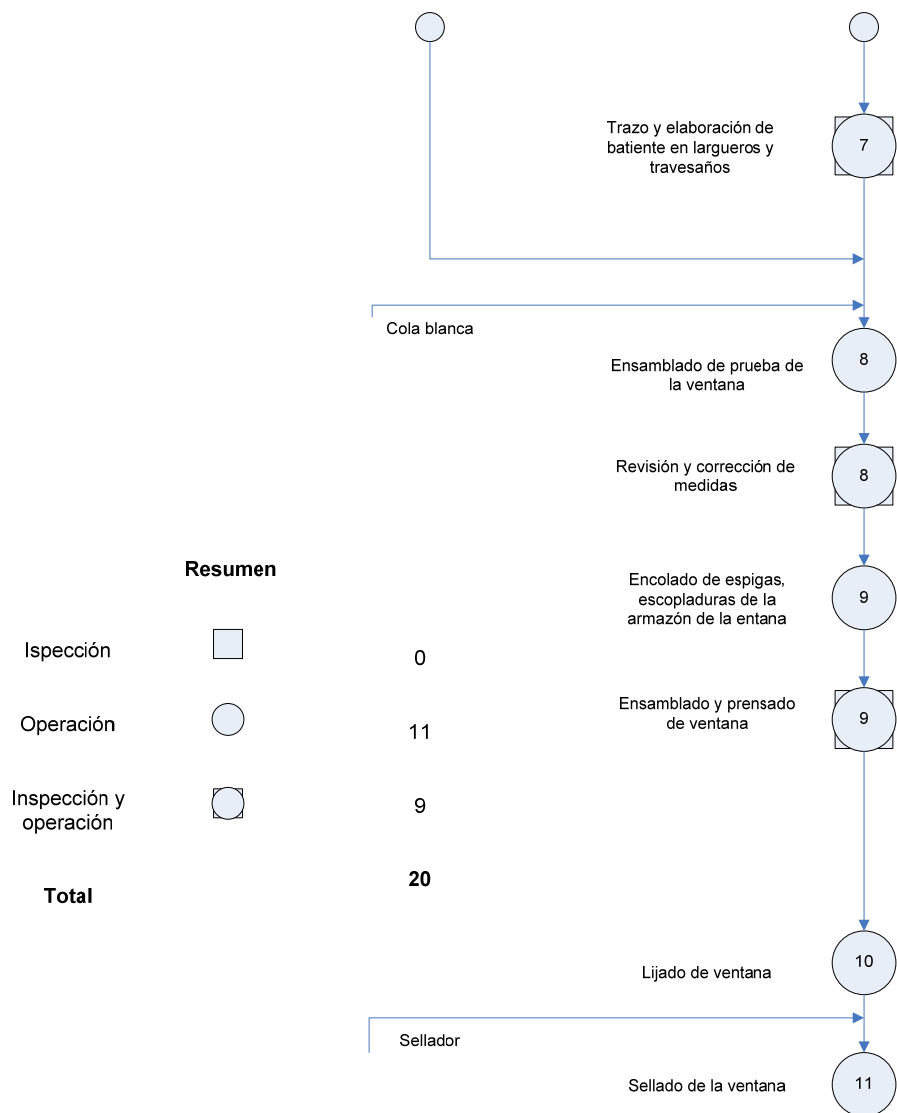 Trazo y elaboración de
batiente en largueros y
travesaños
7
Cola blanca
Ensamblado de prueba de
la ventana
8
Revisión y corrección de
medidas
8
Encolado de espigas,
escopladuras de la
armazón de la entana
9
Ensamblado y prensado
de ventana
9
Resumen
Ispección
0
Operación
11
Inspección y
operación
9
Total
20
Lijado de ventana
10
Sellador
Sellado de la ventana
11